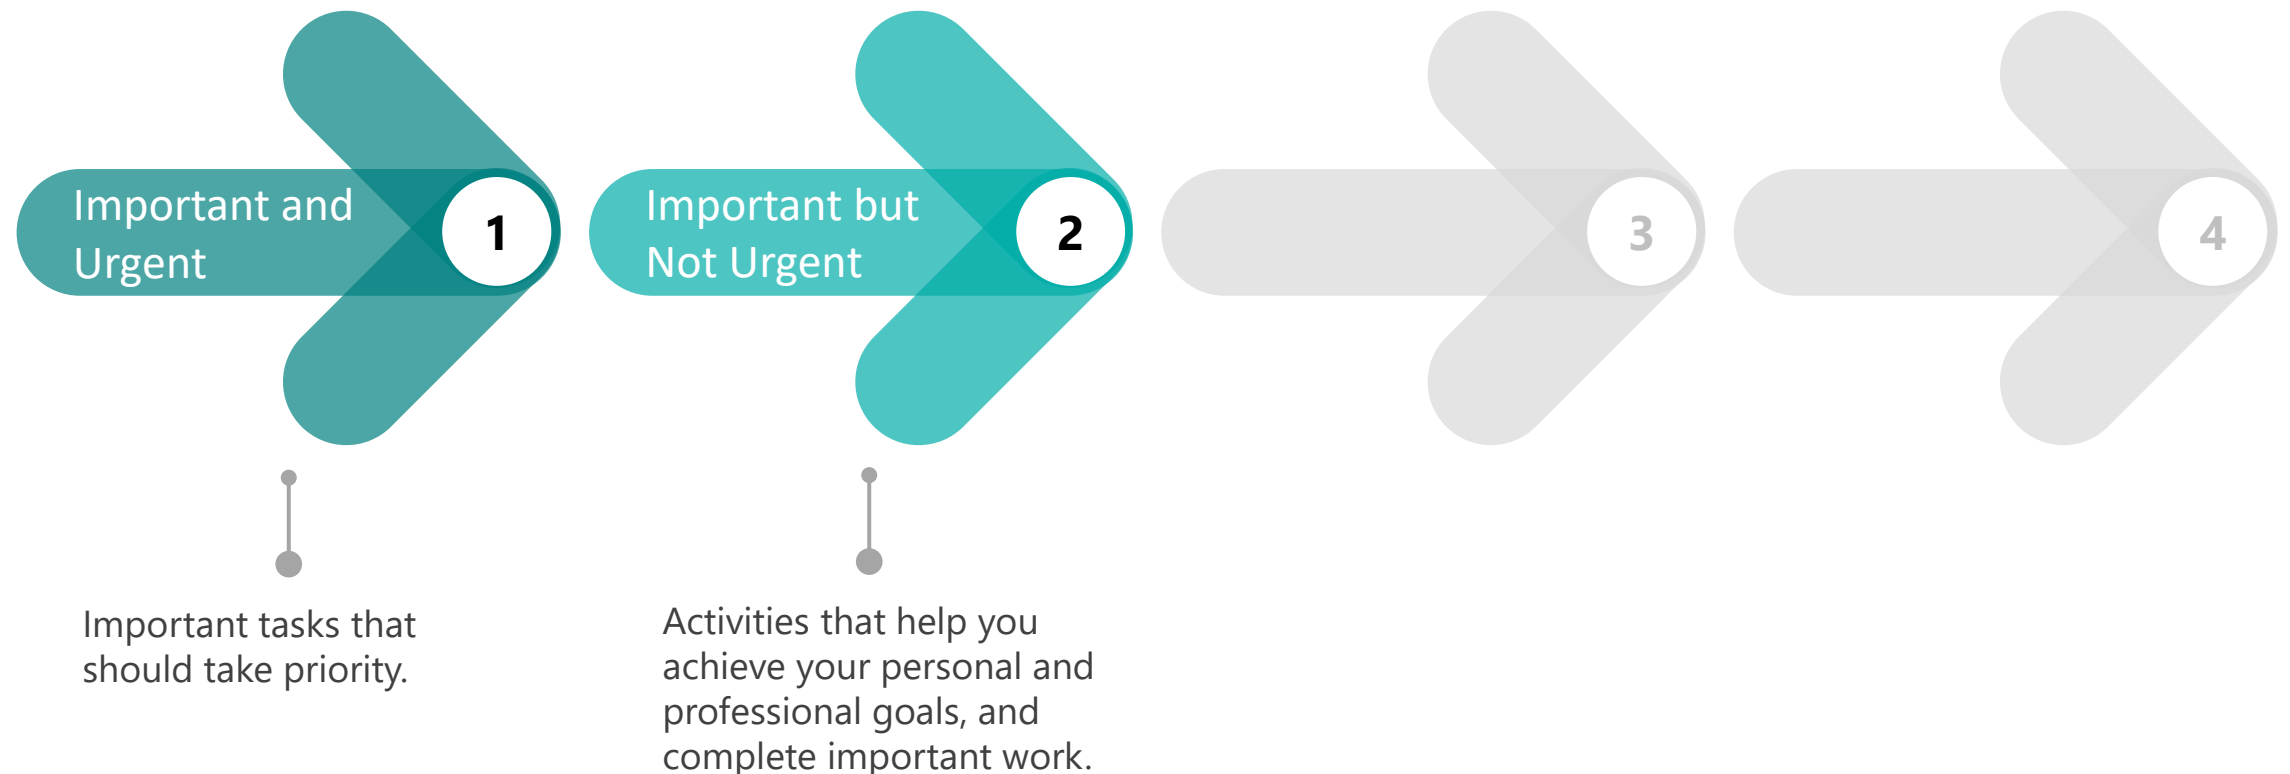 Important and
Urgent
1
Important but
Not Urgent
2
3
4
Important tasks that
should take priority.
Activities that help you
achieve your personal and
professional goals, and
complete important work.